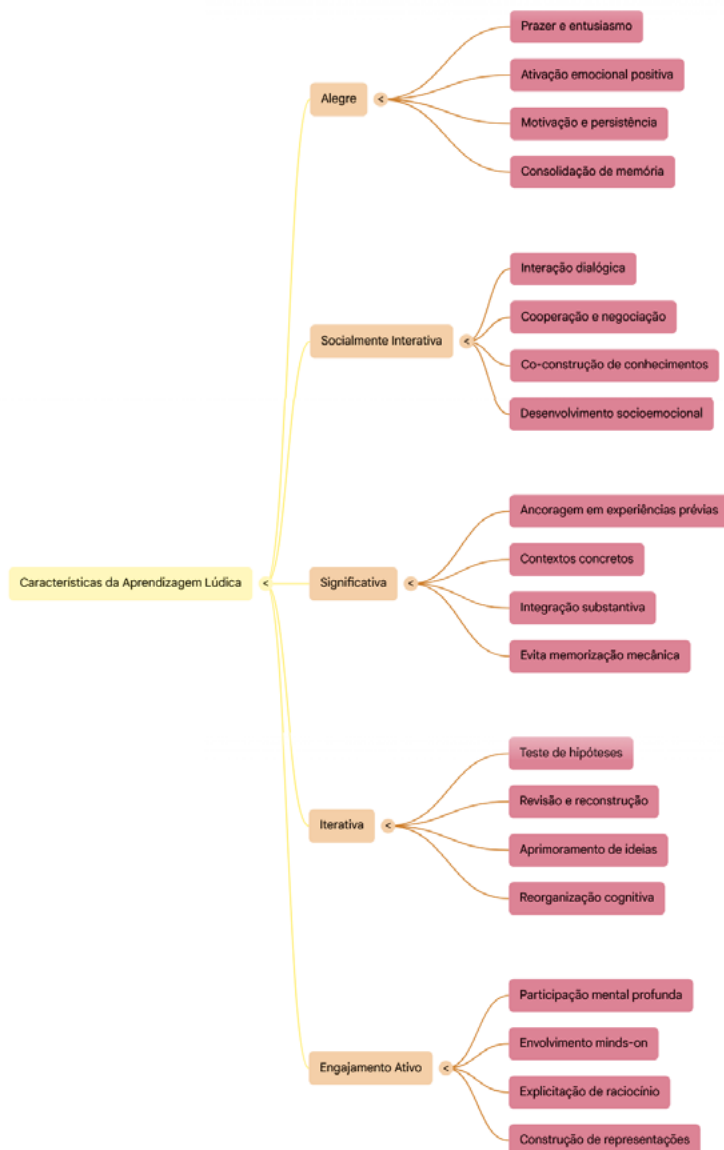 Características da Aprendizagem Lúdica
Alegre
Prazer e entusiasmo
Ativação emocional positiva
Motivação e persistência
Consolidação de memória
Socialmente Interativa
Interação dialógica
Cooperação e negociação
Co-construção de conhecimentos
Desenvolvimento socioemocional
Significativa
Ancoragem em experiências prévias
Contextos concretos
Integração substantiva
Evita memorização mecânica
Iterativa
Teste de hipóteses
Revisão e reconstrução
Aprimoramento de ideias
Reorganização cognitiva
Engajamento Ativo
Participação mental profunda
Envolvimento minds-on
Explicitação de raciocínio
Construção de representações